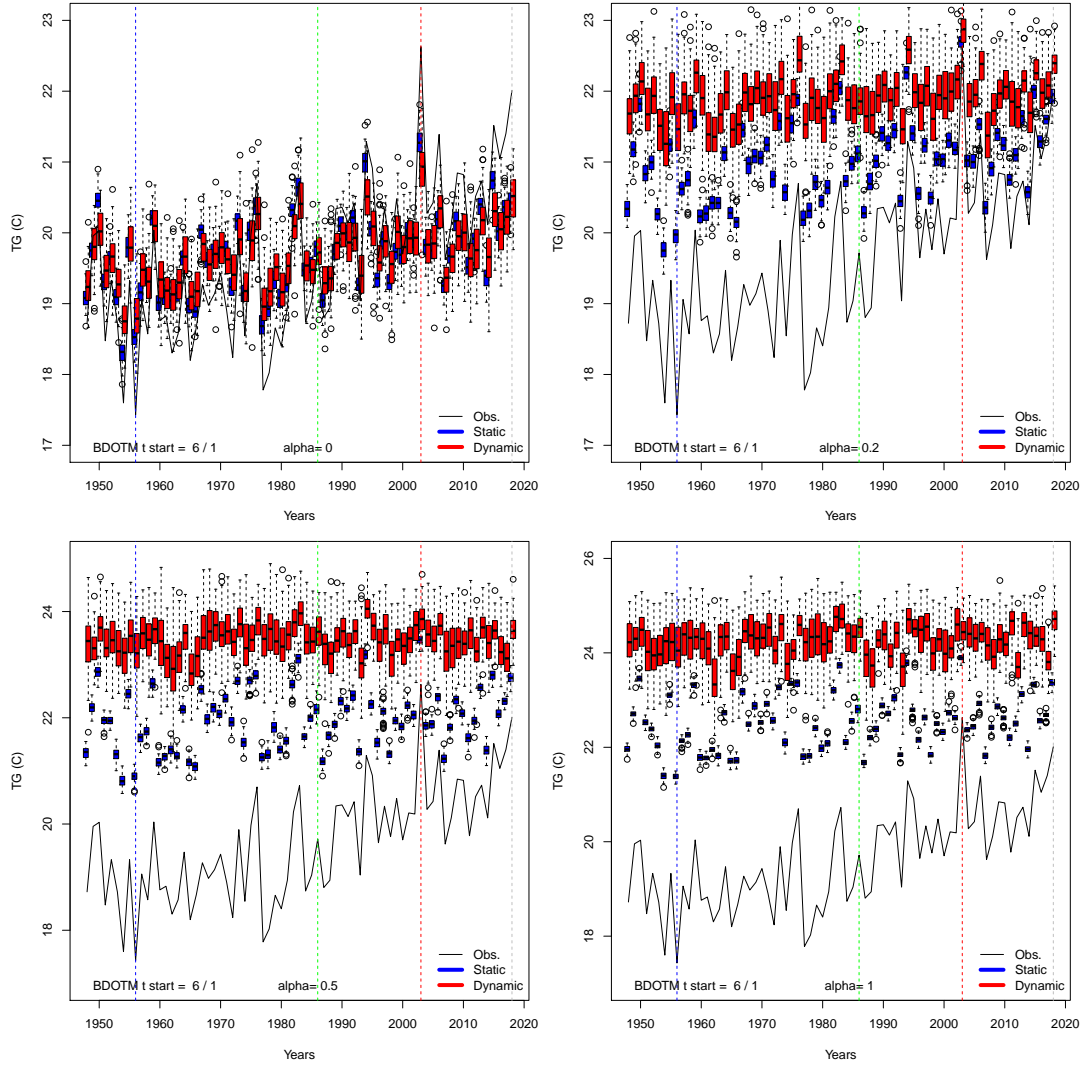 23
22
21
20
19
18
17
TG (C)
Obs.
Static
Dynamic
BDOTM t start = 6 / 1
alpha= 0
1950 1960 1970 1980 1990 2000 2010 2020
Years
23
22
21
20
19
18
17
TG (C)
Obs.
Static
Dynamic
BDOTM t start = 6 / 1
alpha= 0.2
1950 1960 1970 1980 1990 2000 2010 2020
Years
24
22
20
18
TG (C)
Obs.
Static
Dynamic
BDOTM t start = 6 / 1
alpha= 0.5
1950 1960 1970 1980 1990 2000 2010 2020
Years
26
24
22
20
18
TG (C)
Obs.
Static
Dynamic
BDOTM t start = 6 / 1
alpha= 1
1950 1960 1970 1980 1990 2000 2010 2020
Years